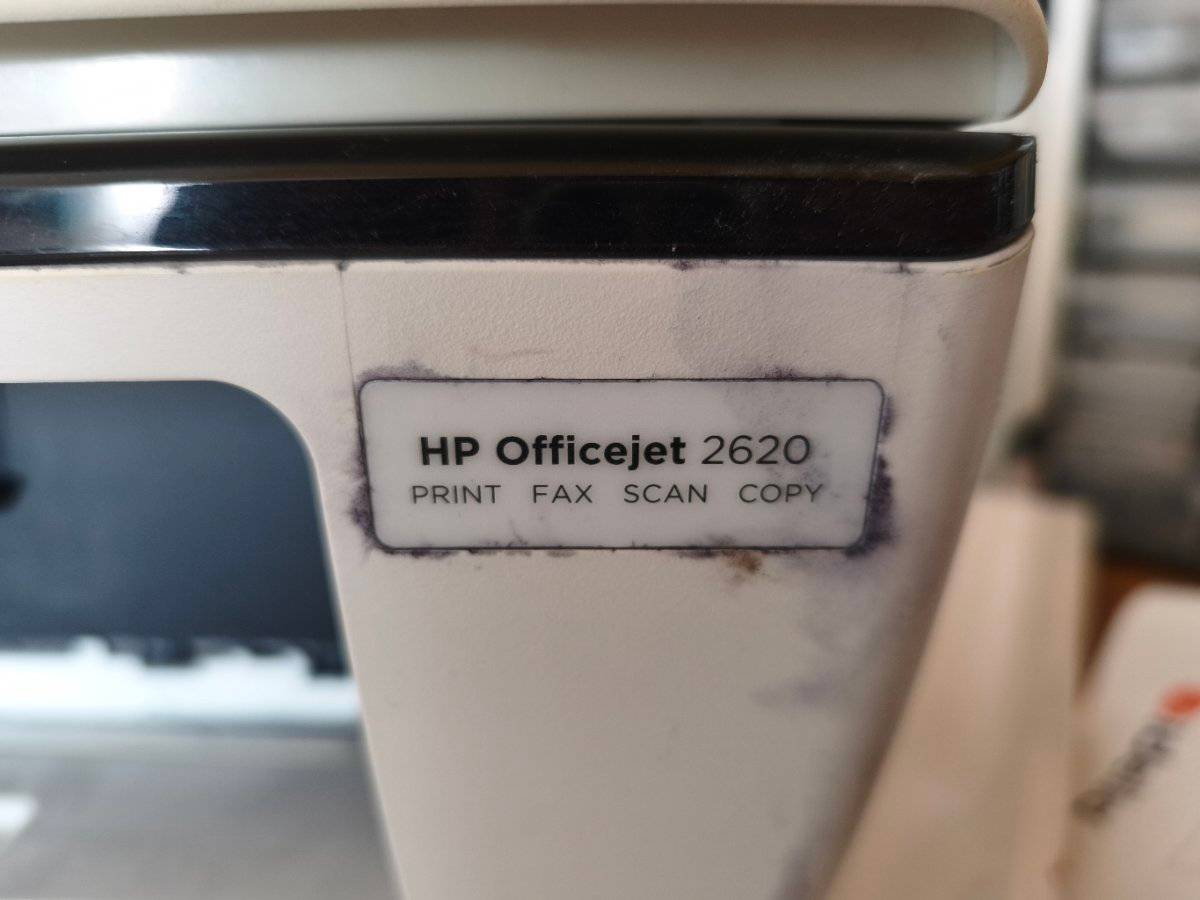 HP Officejet 2620
PRINT FAX SCAN COPY